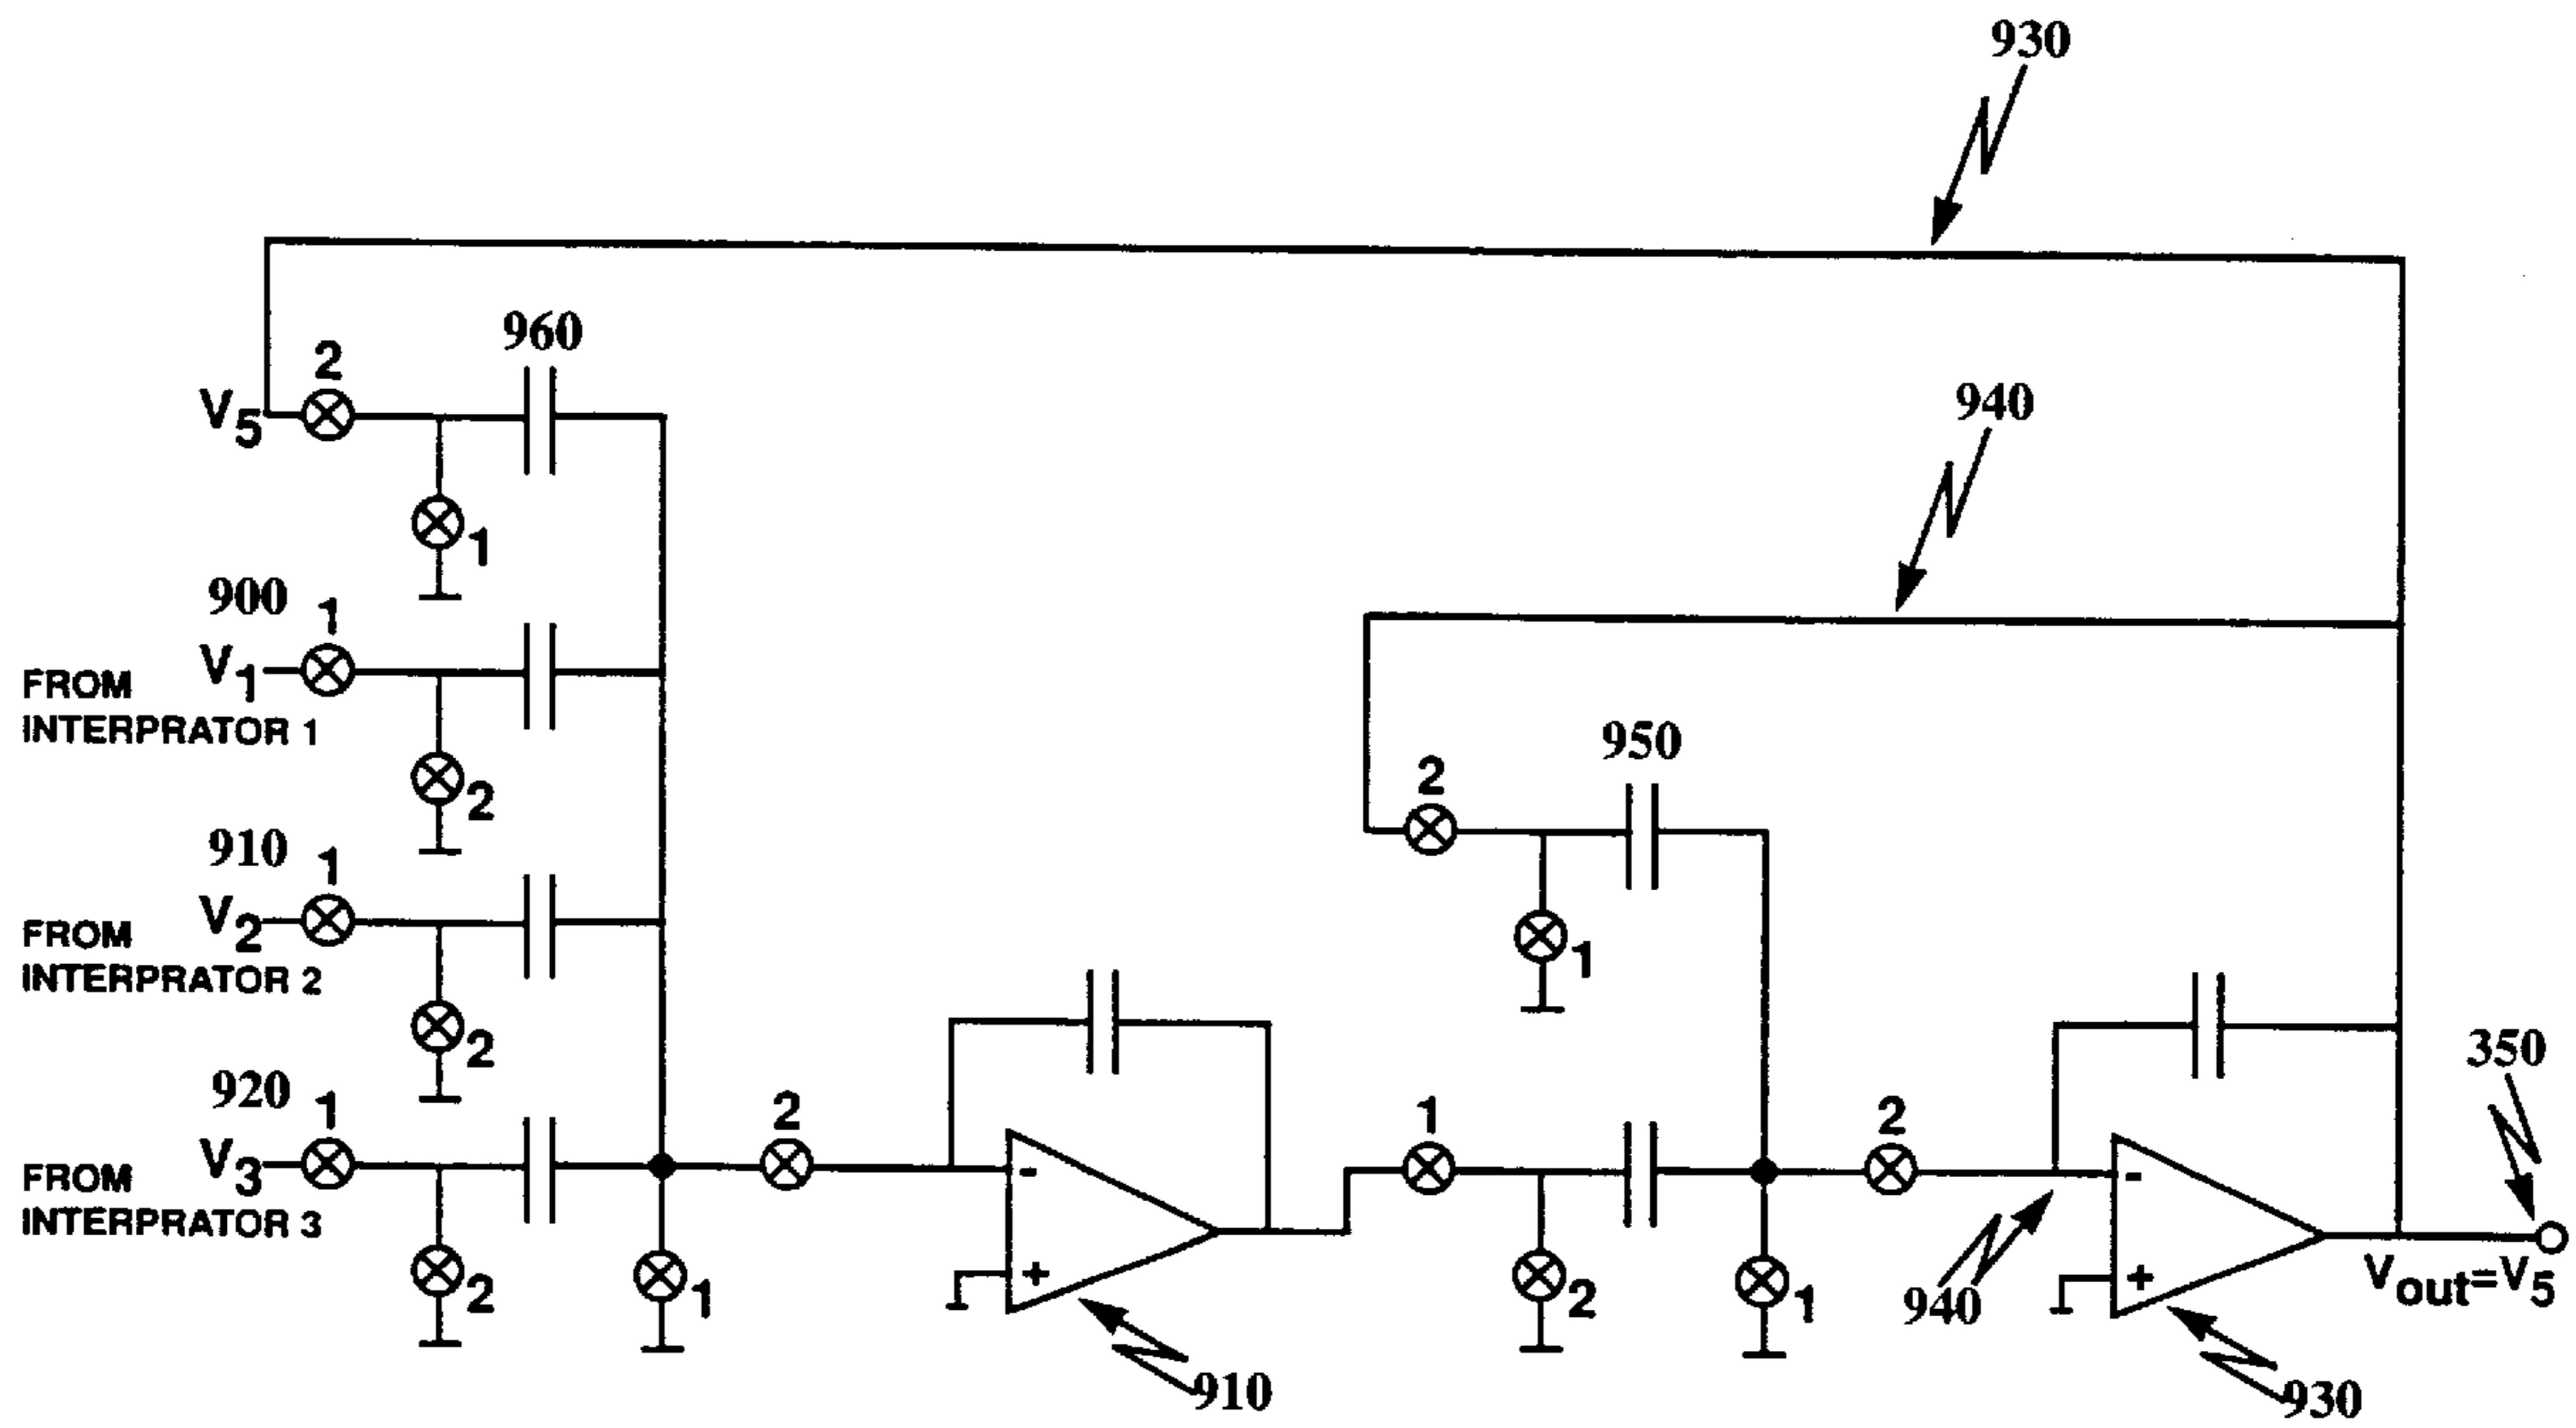 930
940
960
2
V5
1
900
1
V1
FROM
INTERPRATOR 1
2
950
2
1
910
1
V2
FROM
INTERPRATOR 2
2
920
1
V3
FROM
INTERPRATOR 3
2
1
2
-
+
910
1
2
1
2
940
-
+
930
350
Vout=V5